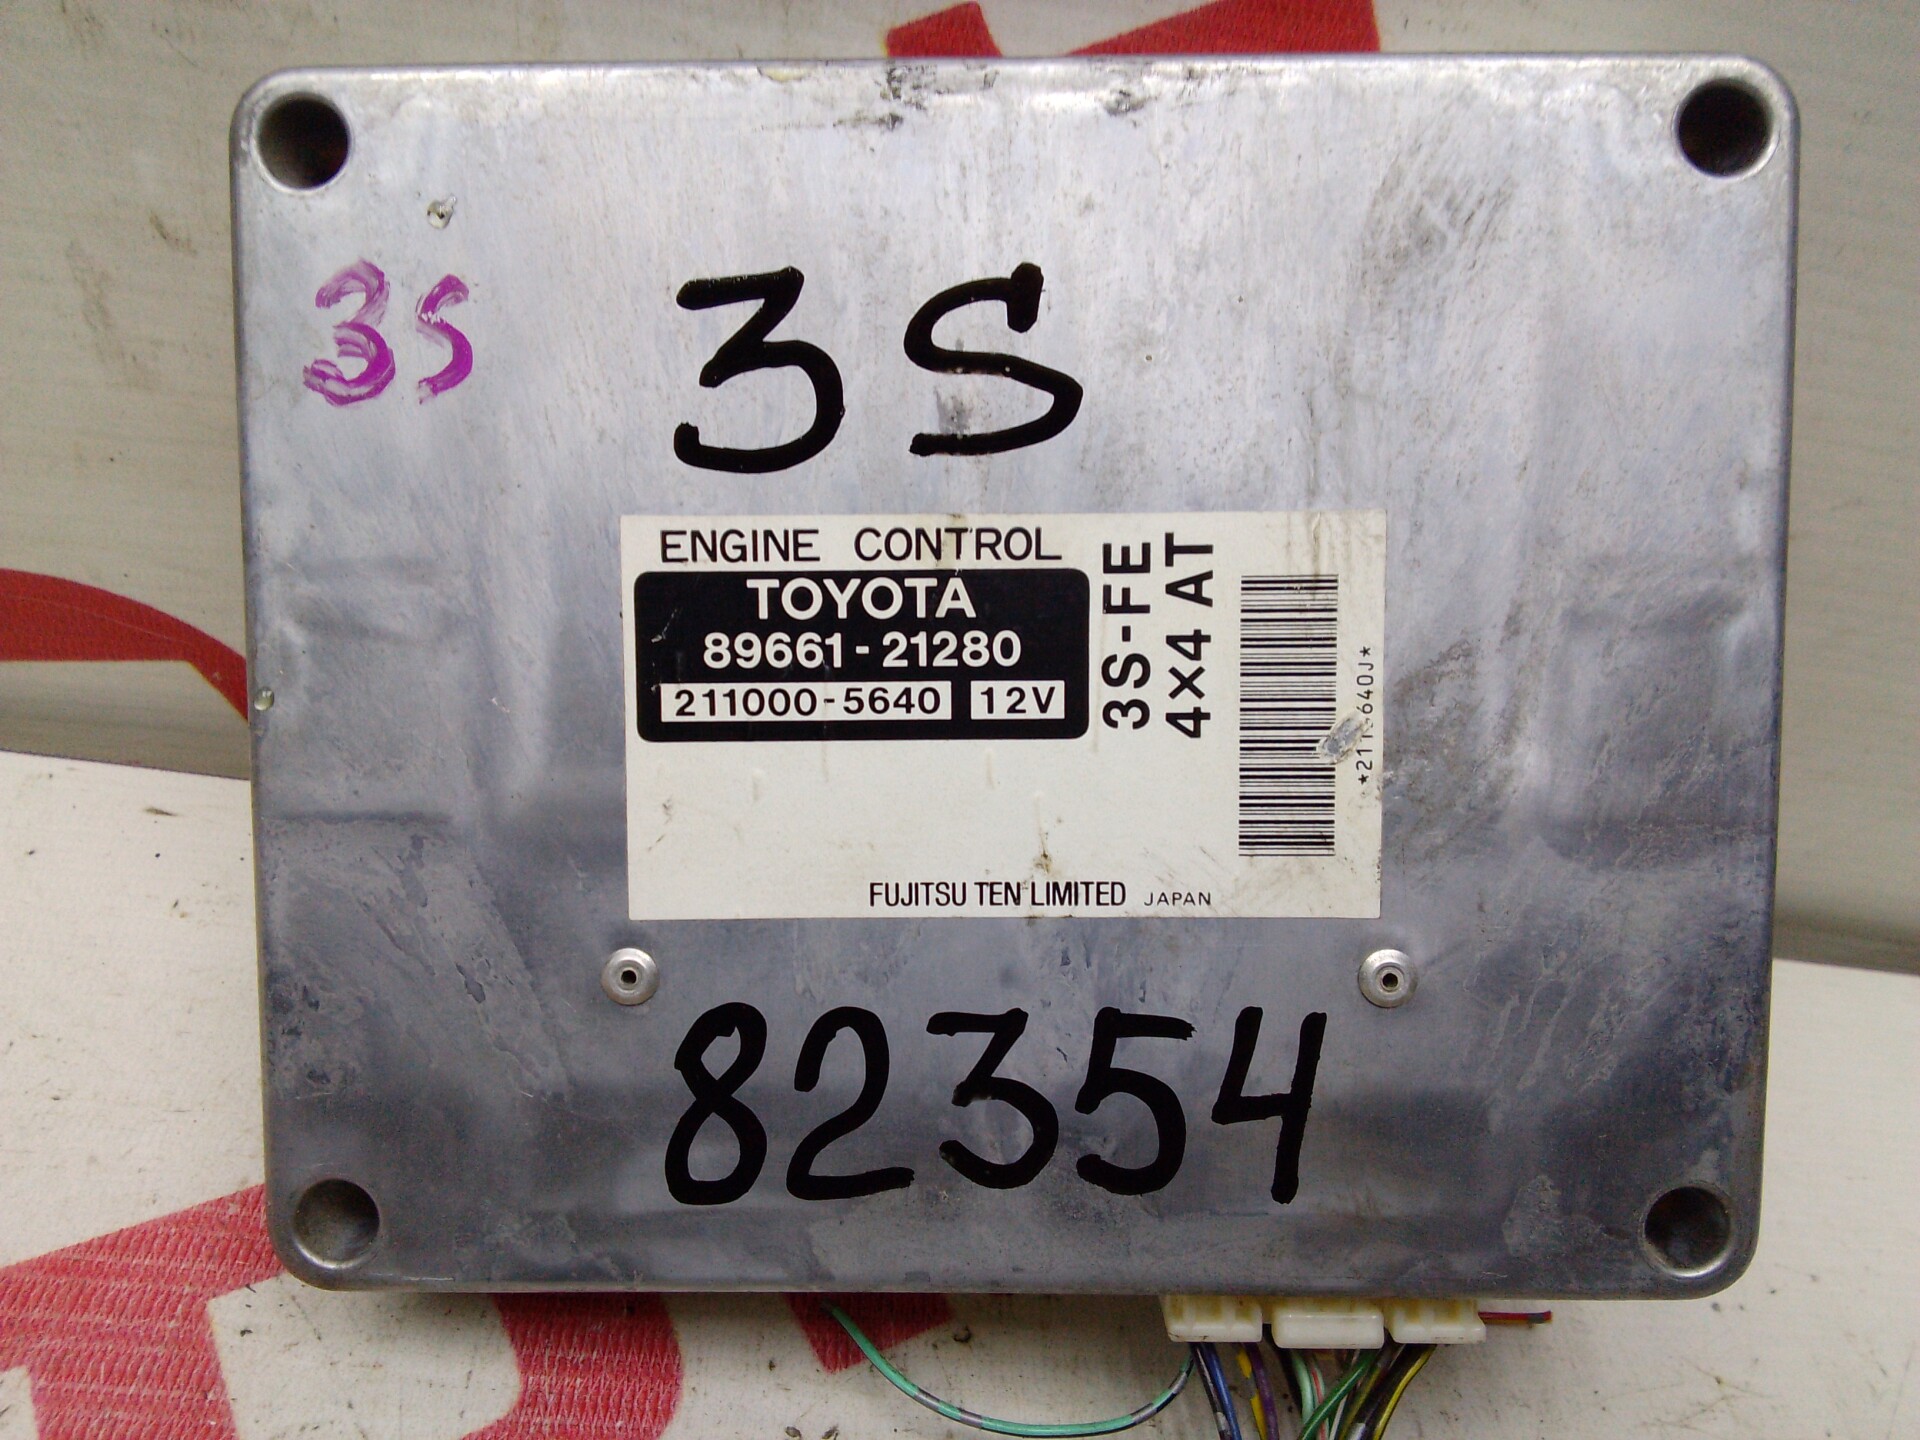 3S
3S
ENGINE CONTROL
TOYOTA
89661-21280
211000-5640 12V
3S-FE
4×4 AT
FUJITSU TEN LIMITED JAPAN
82354